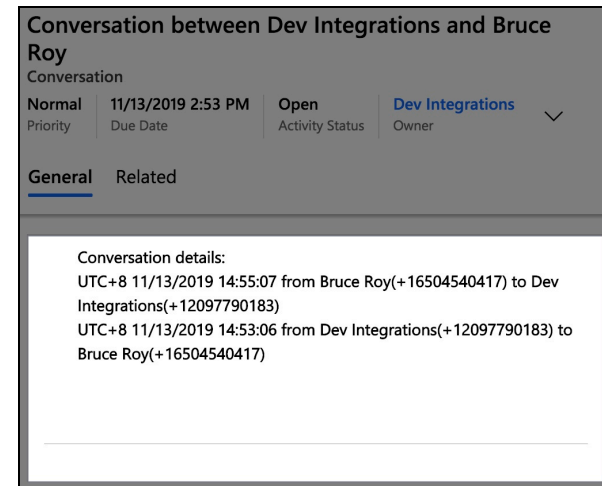 Conversation between Dev Integrations and Bruce
Roy
Conversation
Normal 11/13/2019 2:53 PM Open Dev Integrations
Priority Due Date Activity Status Owner
General Related
Conversation details:
UTC+8 11/13/2019 14:55:07 from Bruce Roy(+16504540417) to Dev
Integrations(+12097790183)
UTC+8 11/13/2019 14:53:06 from Dev Integrations(+12097790183) to
Bruce Roy(+16504540417)